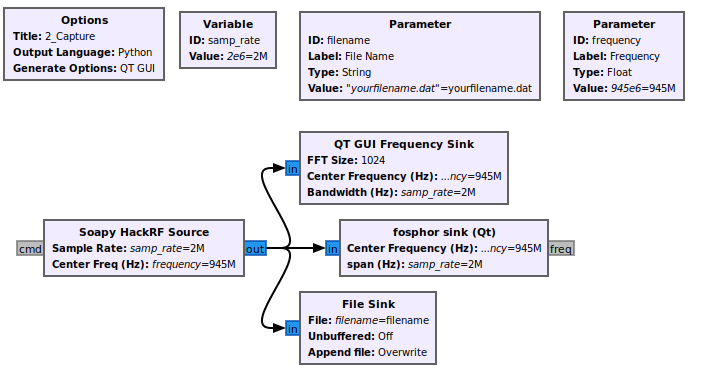 Options
Title: 2_Capture
Output Language: Python
Generate Options: QT GUI
Variable
ID: samp_rate
Value: 2e6=2M
Parameter
ID: filename
Label: File Name
Type: String
Value: "yourfilename.dat"=yourfilename.dat
Parameter
ID: frequency
Label: Frequency
Type: Float
Value: 945e6=945M
QT GUI Frequency Sink
FFT Size: 1024
Center Frequency (Hz): ...ncy=945M
Bandwidth (Hz): samp_rate=2M
in
Soapy HackRF Source
Sample Rate: samp_rate=2M
Center Freq (Hz): frequency=945M
cmd
out
fosphor sink (Qt)
Center Frequency (Hz): ...ncy=945M
span (Hz): samp_rate=2M
in
freq
File Sink
File: filename=filename
Unbuffered: Off
Append file: Overwrite
in